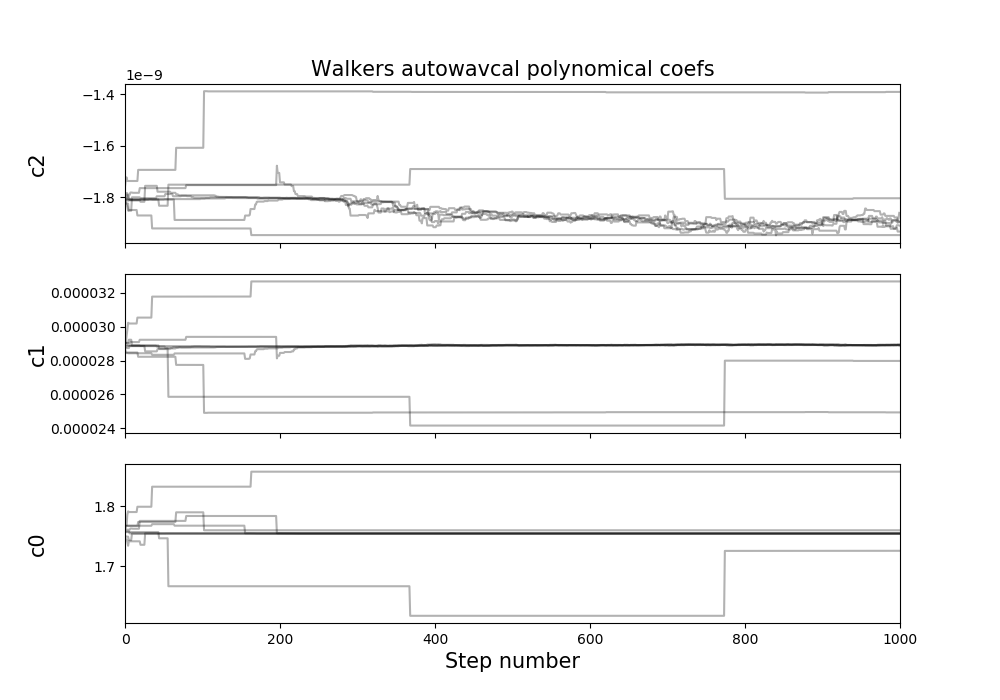 Walkers autowavcal polynomical coefs
1e−9
−1.4
−1.6
−1.8
c2
0.000032
0.000030
0.000028
0.000026
0.000024
c1
1.8
1.7
c0
0 200 400 600 800 1000
Step number